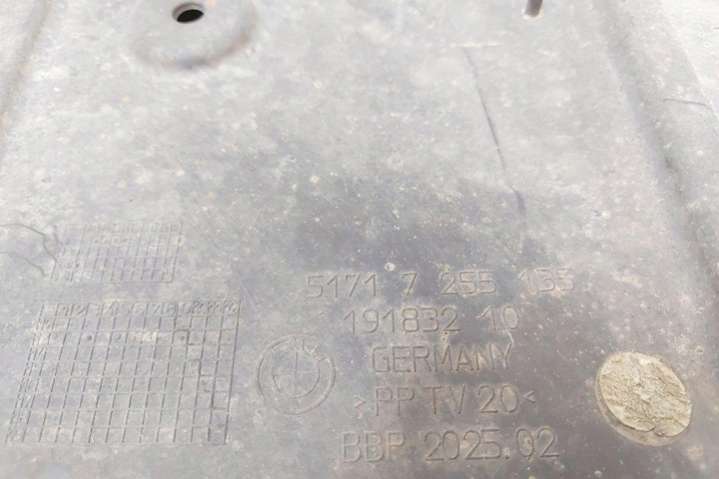 5171 7 255 135
191832 10
GERMANY
>PP TV 20<
BBP 2025.02